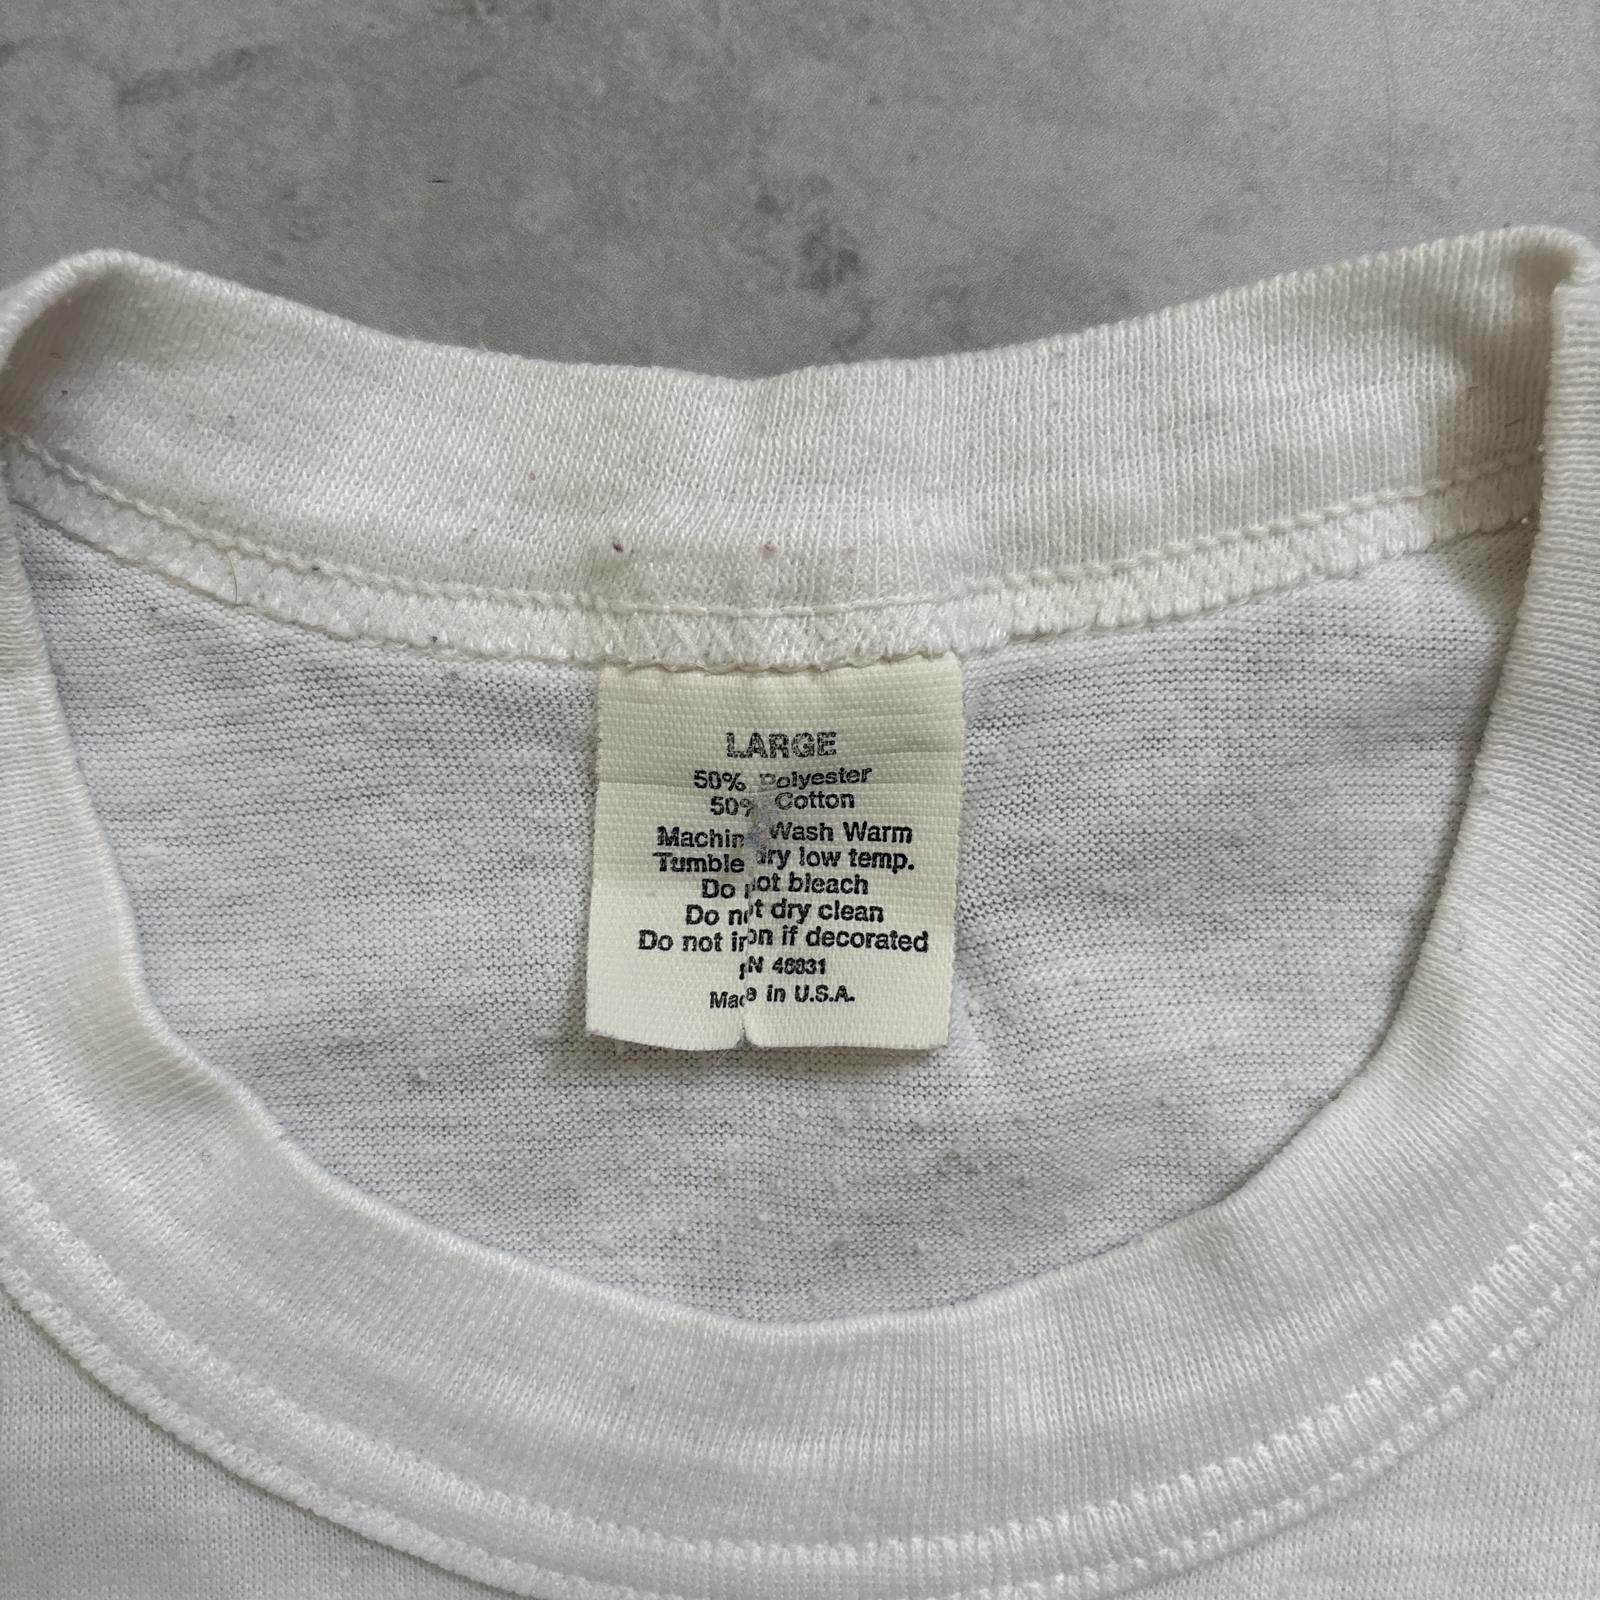 LARGE
50% Polyester
50% Cotton
Machine Wash Warm
Tumble dry low temp.
Do not bleach
Do not dry clean
Do not iron if decorated
RN 46831
Made in U.S.A.